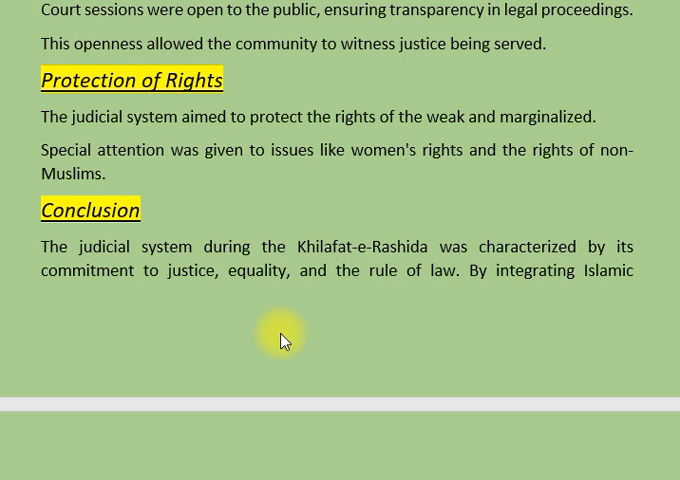 Court sessions were open to the public, ensuring transparency in legal proceedings.
This openness allowed the community to witness justice being served.
Protection of Rights
The judicial system aimed to protect the rights of the weak and marginalized.
Special attention was given to issues like women's rights and the rights of non-
Muslims.
Conclusion
The judicial system during the Khilafat-e-Rashida was characterized by its
commitment to justice, equality, and the rule of law. By integrating Islamic